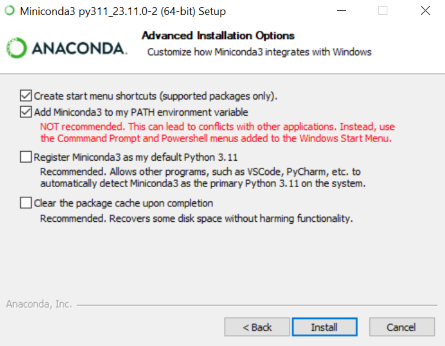 Miniconda3 py311_23.11.0-2 (64-bit) Setup
ANACONDA.
Advanced Installation Options
Customize how Miniconda3 integrates with Windows
Create start menu shortcuts (supported packages only).
Add Miniconda3 to my PATH environment variable
NOT recommended. This can lead to conflicts with other applications. Instead, use
the Commmand Prompt and Powershell menus added to the Windows Start Menu.
Register Miniconda3 as my default Python 3.11
Recommended. Allows other programs, such as VSCode, PyCharm, etc. to
automatically detect Miniconda3 as the primary Python 3.11 on the system.
Clear the package cache upon completion
Recommended. Recovers some disk space without harming functionality.
Anaconda, Inc.
< Back
Install
Cancel